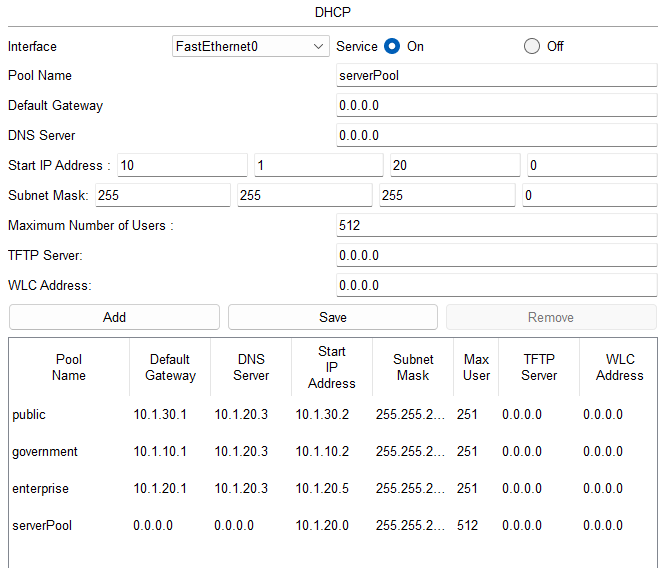 DHCP
Interface FastEthernet0 Service On Off
Pool Name serverPool
Default Gateway 0.0.0.0
DNS Server 0.0.0.0
Start IP Address : 10 1 20 0
Subnet Mask: 255 255 255 0
Maximum Number of Users : 512
TFTP Server: 0.0.0.0
WLC Address: 0.0.0.0
Add Save Remove
Pool Name Default Gateway DNS Server Start IP Address Subnet Mask Max User TFTP Server WLC Address
public 10.1.30.1 10.1.20.3 10.1.30.2 255.255.2... 251 0.0.0.0 0.0.0.0
government 10.1.10.1 10.1.20.3 10.1.10.2 255.255.2... 251 0.0.0.0 0.0.0.0
enterprise 10.1.20.1 10.1.20.3 10.1.20.5 255.255.2... 251 0.0.0.0 0.0.0.0
serverPool 0.0.0.0 0.0.0.0 10.1.20.0 255.255.2... 512 0.0.0.0 0.0.0.0